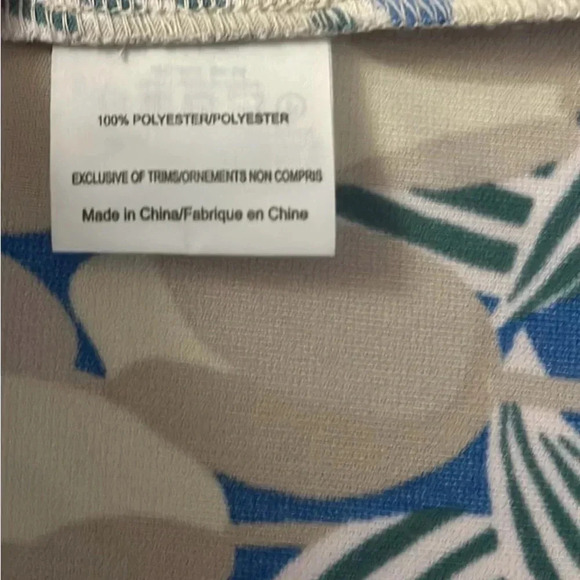 100% POLYESTER/POLYESTER
EXCLUSIVE OF TRIMS/ORNEMENTS NON COMPRIS
Made in China/Fabrique en Chine